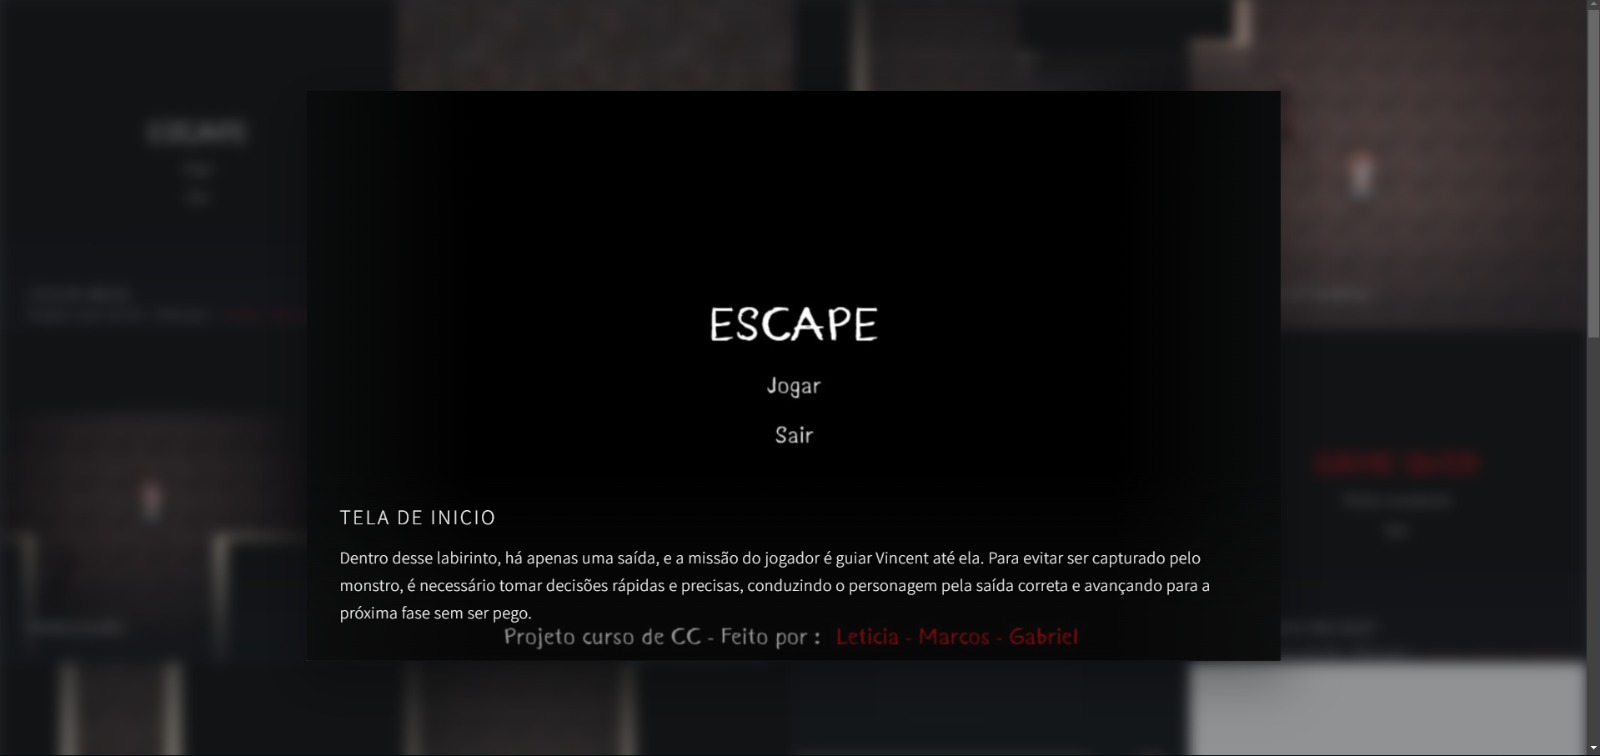 ESCAPE
Jogar
Sair
TELA DE INICIO
Dentro desse labirinto, há apenas uma saída, e a missão do jogador é guiar Vincent até ela. Para evitar ser capturado pelo
monstro, é necessário tomar decisões rápidas e precisas, conduzindo o personagem pela saída correta e avançando para a
próxima fase sem ser pego.
Projeto curso de CC - Feito por : Leticia - Marcos - Gabriel